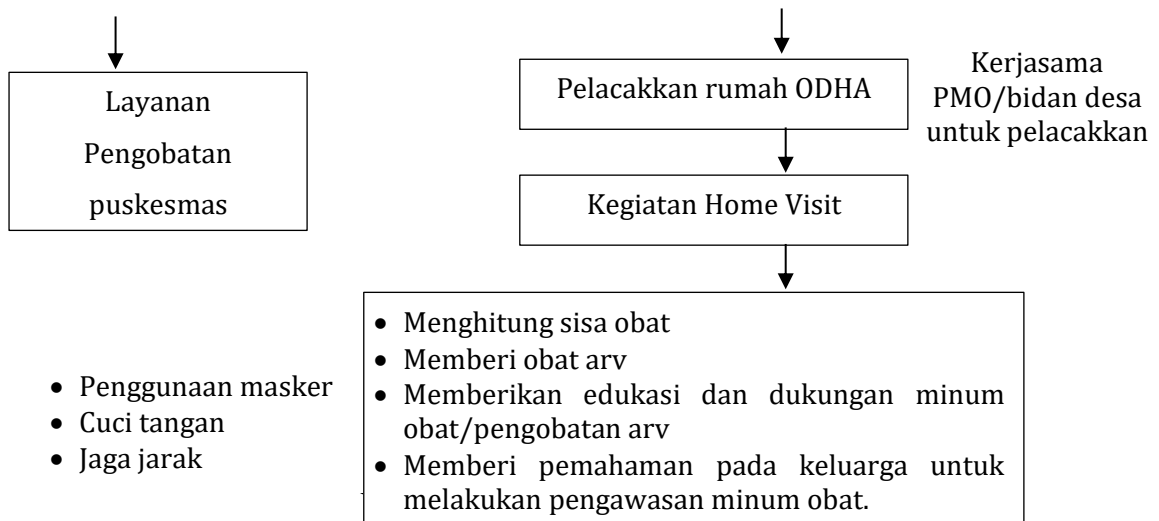 Layanan
Pengobatan
puskesmas
Pelacakkan rumah ODHA
Kerjasama
PMO/bidan desa
untuk pelacakkan
Kegiatan Home Visit
• Penggunaan masker
• Cuci tangan
• Jaga jarak
• Menghitung sisa obat
• Memberi obat arv
• Memberikan edukasi dan dukungan minum
obat/pengobatan arv
• Memberi pemahaman pada keluarga untuk
melakukan pengawasan minum obat.